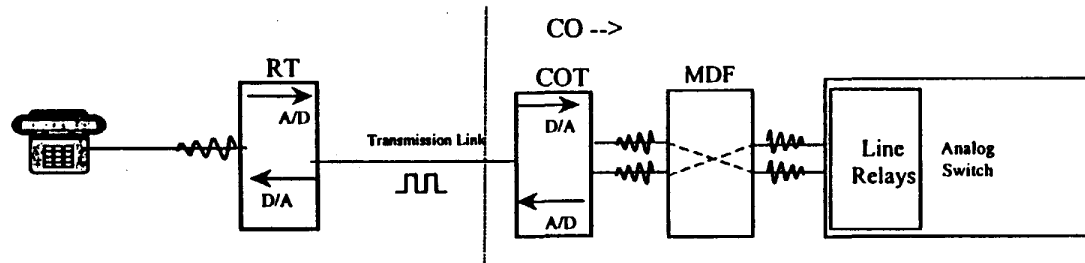 CO -->
RT
A/D
D/A
Transmission Link
COT
D/A
A/D
MDF
Line
Relays
Analog
Switch